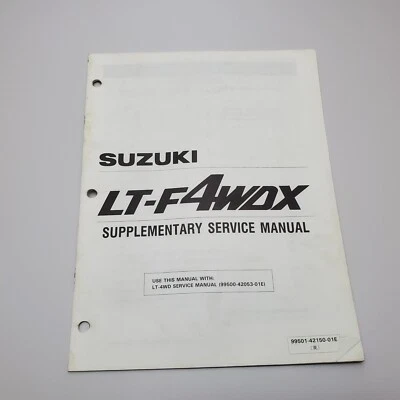 SUZUKI
LT-F4WDX
SUPPLEMENTARY SERVICE MANUAL
USE THIS MANUAL WITH:
LT-4WD SERVICE MANUAL (99500-42053-01E)
99501-42150-01E